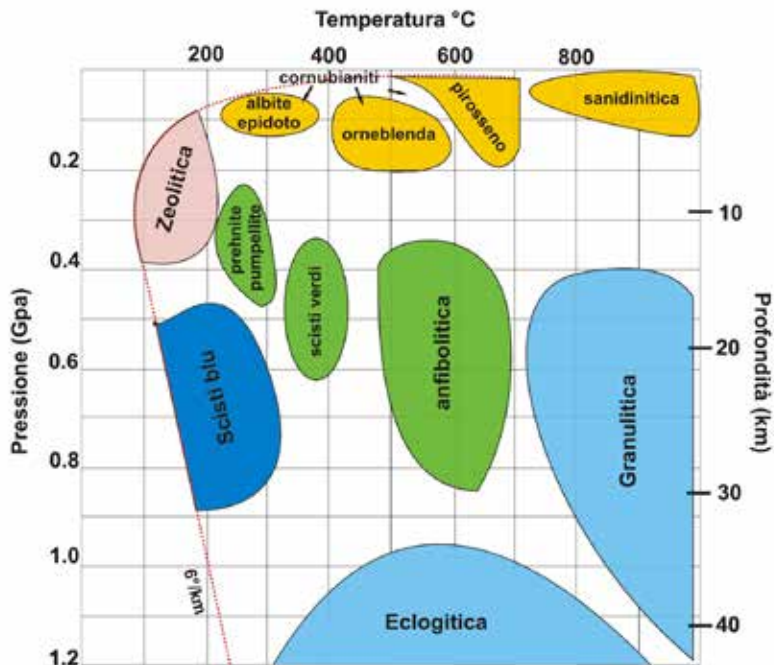 Temperatura °C
200
400
600
800
cornubianiti
albite
epidoto
orneblenda
pirosseno
sanidinitica
0.2
Zeolitica
10
prehnite
pumpellite
0.4
scisti verdi
anfibolitica
Granulitica
Pressione (Gpa)
Profondità (km)
Scisti blu
20
0.6
0.8
30
1.0
9°/km
Eclogitica
40
1.2